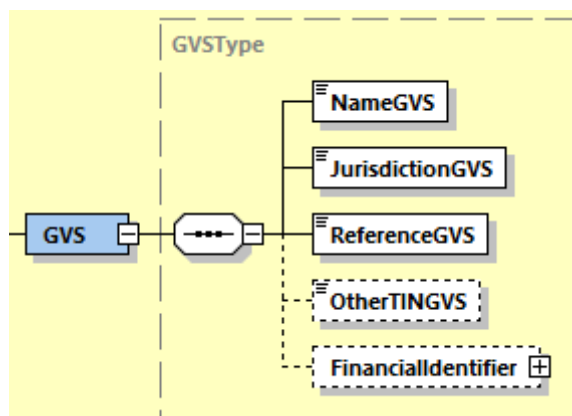 GVSType
NameGVS
JurisdictionGVS
GVS
ReferenceGVS
OtherTINGVS
FinancialIdentifier